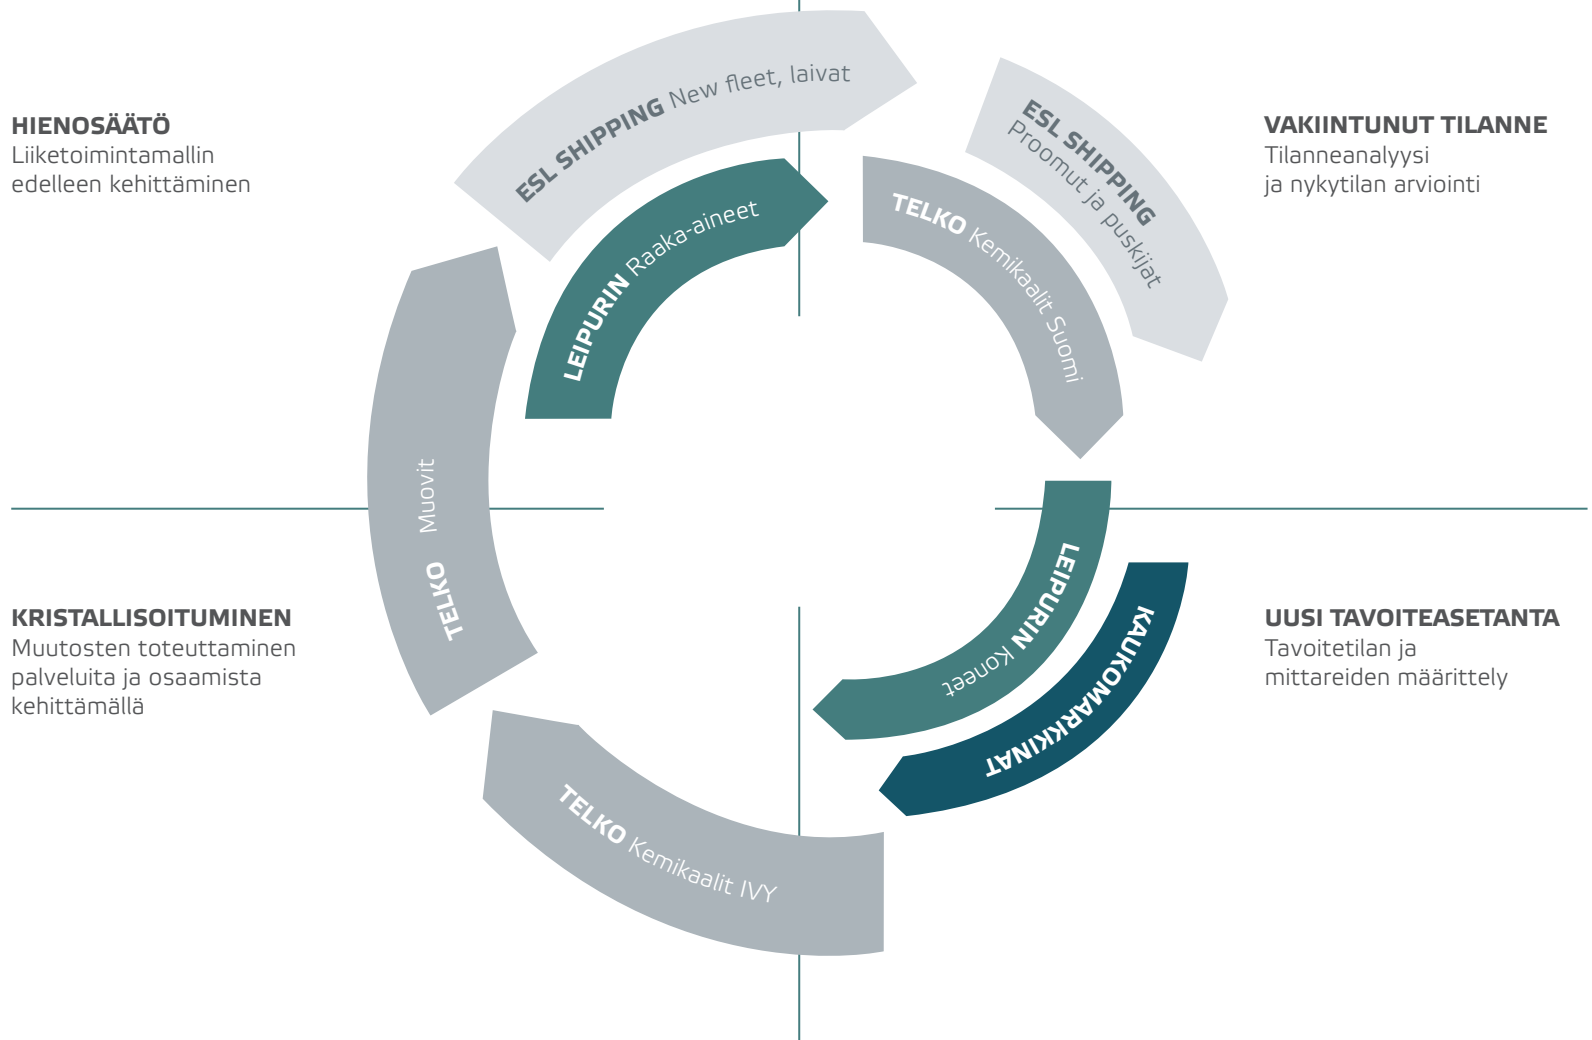 HIENOSÄÄTÖ
Liiketoimintamallin
edelleen kehittäminen
ESL SHIPPING New fleet, laivat
ESL SHIPPING
Proomut ja puskijat
VAKIINTUNUT TILANNE
Tilanneanalyysi
ja nykytilan arviointi
LEIPURIN Raaka-aineet
TELKO Kemikaalit Suomi
TELKO Muovit
LEIPURIN Koneet
KAUKOMARKKINAT
KRISTALLISOITUMINEN
Muutosten toteuttaminen
palveluita ja osaamista
kehittämällä
UUSI TAVOITEASETANTA
Tavoitetilan ja
mittareiden määrittely
TELKO Kemikaalit IVY